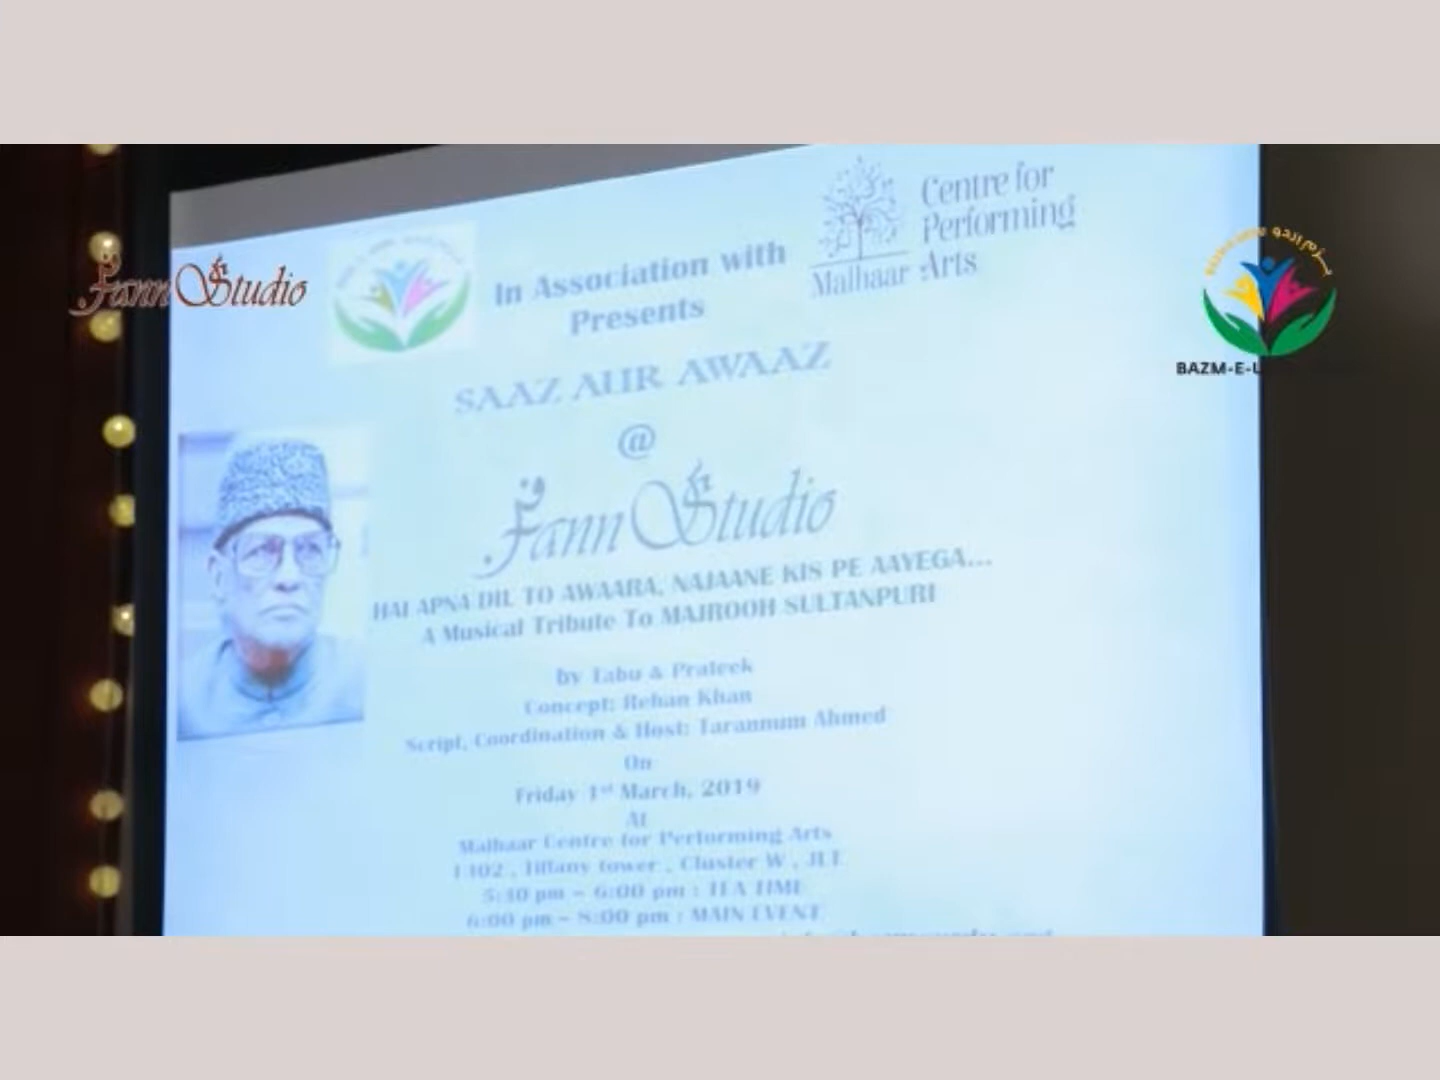 Fann Studio
In Association with
Presents
Centre for
Performing
Malhaar Arts
بزم اردو
BAZM-E-U
SAAZ AUR AWAAZ
@
Fann Studio
HAI APNA DIL TO AWAARA, NAJAANE KIS PE AAYEGA...
A Musical Tribute To MAJROOH SULTANPURI
by Tabu & Prateek
Concept: Rehan Khan
Script, Coordination & Host: Tarannum Ahmed
On
Friday 1st March, 2019
At
Malhaar Centre for Performing Arts
1402 , Tiffany tower , Cluster W , JLT
5:30 pm – 6:00 pm : TEA TIME
6:00 pm – 8:00 pm : MAIN EVENT